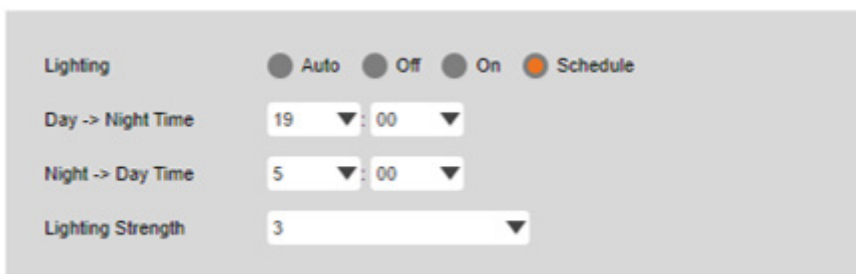 Lighting Auto Off On Schedule
Day -> Night Time 19 : 00
Night -> Day Time 5 : 00
Lighting Strength 3